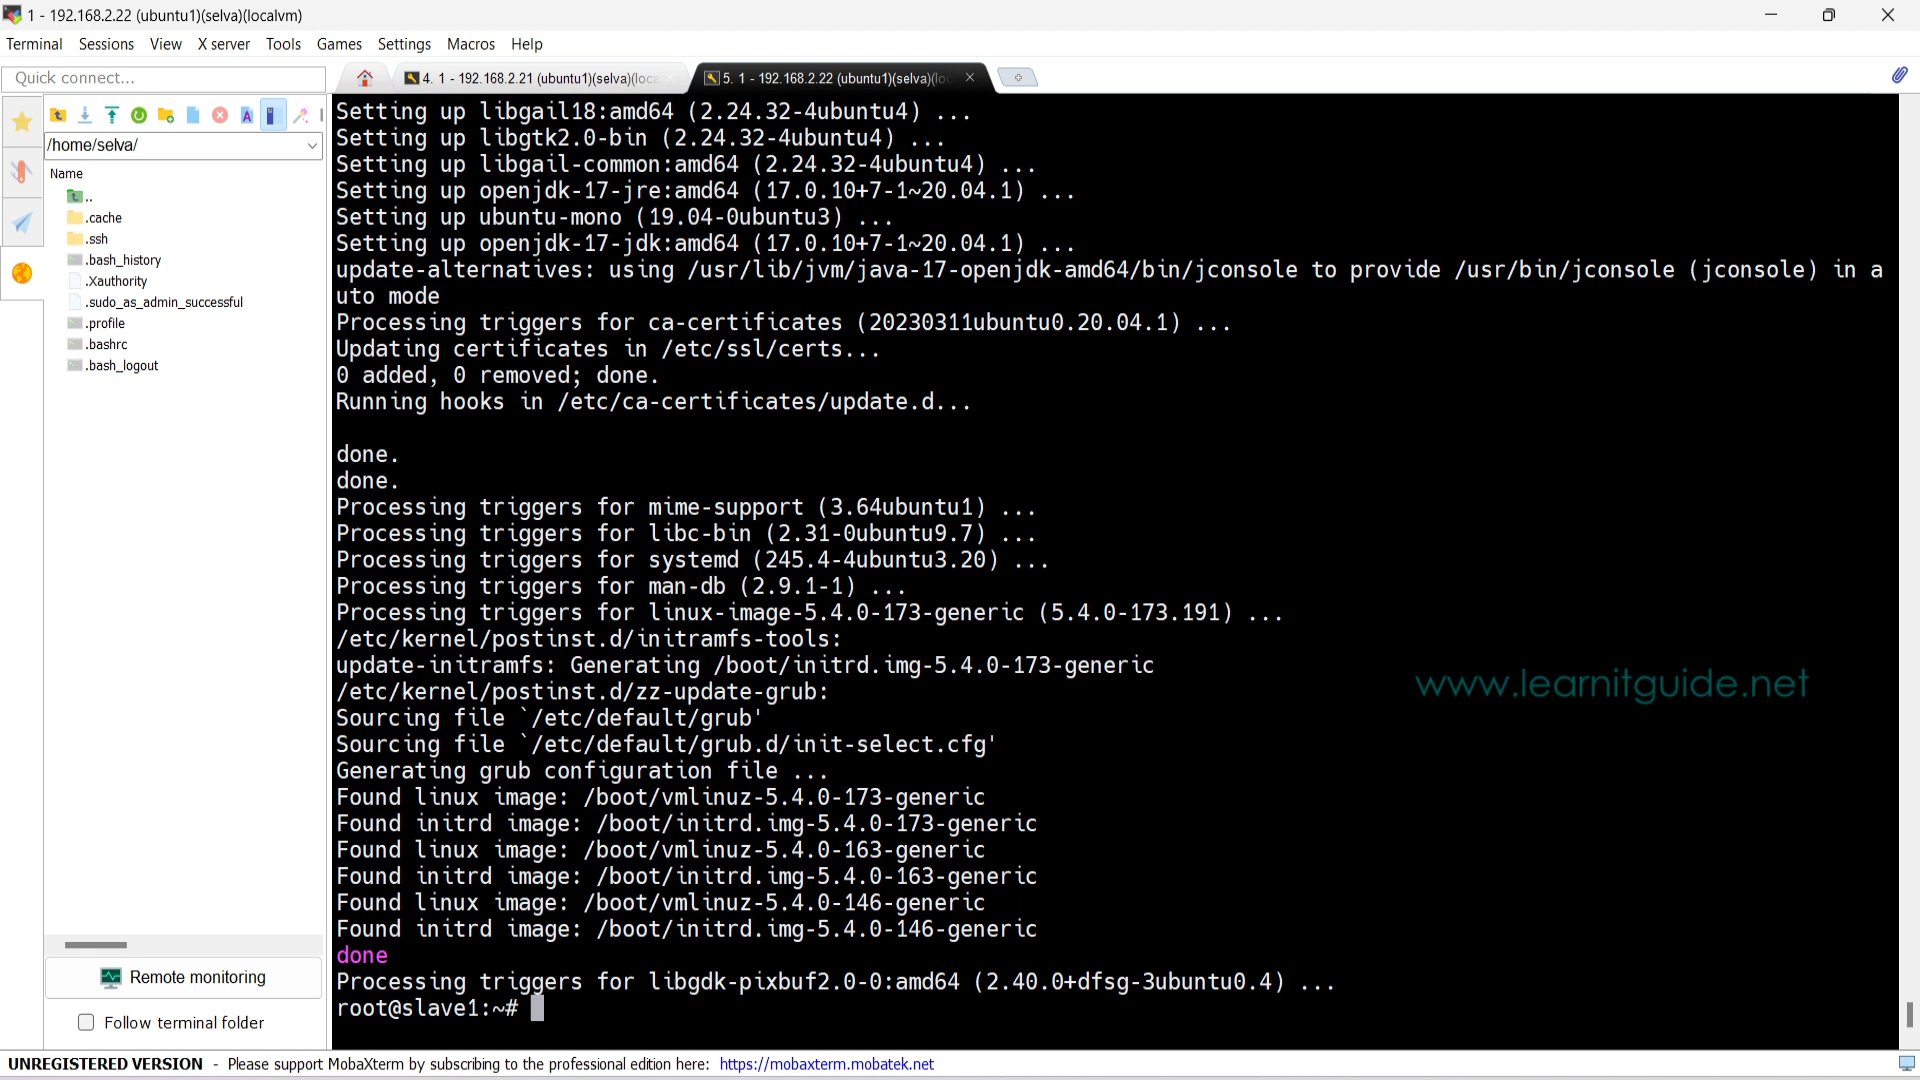 1 - 192.168.2.22 (ubuntu1)(selva)(localvm)
Terminal Sessions View X server Tools Games Settings Macros Help
Quick connect...
4. 1 - 192.168.2.21 (ubuntu1)(selva)(loca
5. 1 - 192.168.2.22 (ubuntu1)(selva)(lo
/home/selva/
Name
..
.cache
.ssh
.bash_history
.Xauthority
.sudo_as_admin_successful
.profile
.bashrc
.bash_logout
Remote monitoring
Follow terminal folder
Setting up libgail18:amd64 (2.24.32-4ubuntu4) ...
Setting up libgtk2.0-bin (2.24.32-4ubuntu4) ...
Setting up libgail-common:amd64 (2.24.32-4ubuntu4) ...
Setting up openjdk-17-jre:amd64 (17.0.10+7-1~20.04.1) ...
Setting up ubuntu-mono (19.04-0ubuntu3) ...
Setting up openjdk-17-jdk:amd64 (17.0.10+7-1~20.04.1) ...
update-alternatives: using /usr/lib/jvm/java-17-openjdk-amd64/bin/jconsole to provide /usr/bin/jconsole (jconsole) in a
uto mode
Processing triggers for ca-certificates (20230311ubuntu0.20.04.1) ...
Updating certificates in /etc/ssl/certs...
0 added, 0 removed; done.
Running hooks in /etc/ca-certificates/update.d...
done.
done.
Processing triggers for mime-support (3.64ubuntu1) ...
Processing triggers for libc-bin (2.31-0ubuntu9.7) ...
Processing triggers for systemd (245.4-4ubuntu3.20) ...
Processing triggers for man-db (2.9.1-1) ...
Processing triggers for linux-image-5.4.0-173-generic (5.4.0-173.191) ...
/etc/kernel/postinst.d/initramfs-tools:
update-initramfs: Generating /boot/initrd.img-5.4.0-173-generic
/etc/kernel/postinst.d/zz-update-grub:
Sourcing file `/etc/default/grub'
Sourcing file `/etc/default/grub.d/init-select.cfg'
Generating grub configuration file ...
Found linux image: /boot/vmlinuz-5.4.0-173-generic
Found initrd image: /boot/initrd.img-5.4.0-173-generic
Found linux image: /boot/vmlinuz-5.4.0-163-generic
Found initrd image: /boot/initrd.img-5.4.0-163-generic
Found linux image: /boot/vmlinuz-5.4.0-146-generic
Found initrd image: /boot/initrd.img-5.4.0-146-generic
done
Processing triggers for libgdk-pixbuf2.0-0:amd64 (2.40.0+dfsg-3ubuntu0.4) ...
root@slave1:~#
www.learnitguide.net
UNREGISTERED VERSION - Please support MobaXterm by subscribing to the professional edition here: https://mobaxterm.mobatek.net